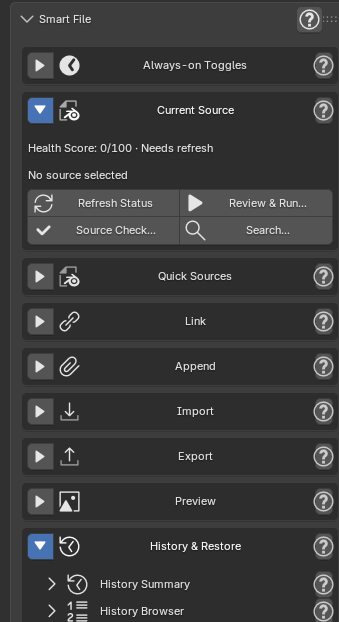 Smart File
Always-on Toggles
Current Source
Health Score: 0/100 · Needs refresh
No source selected
Refresh Status
Review & Run...
Source Check...
Search...
Quick Sources
Link
Append
Import
Export
Preview
History & Restore
History Summary
History Browser